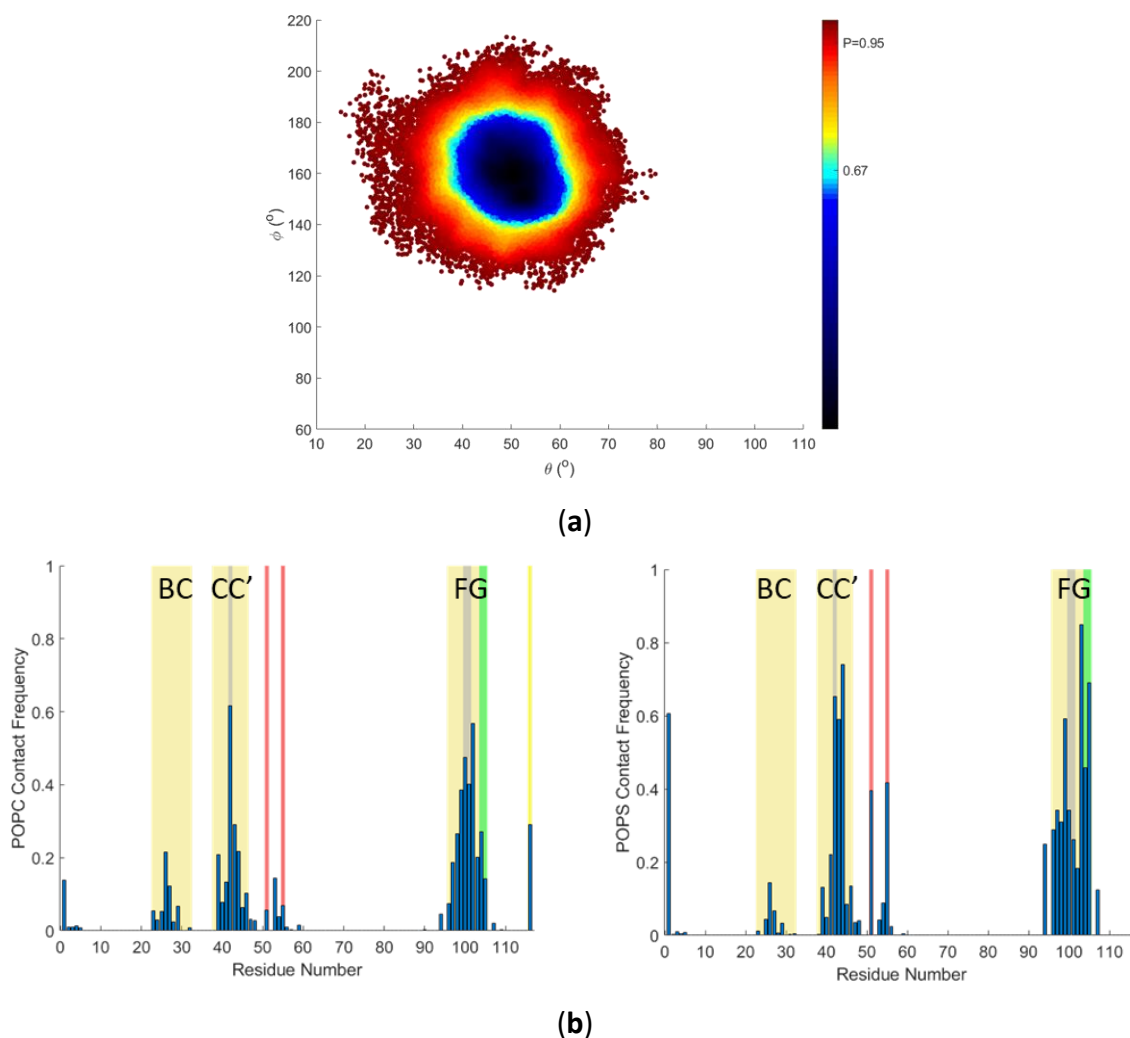 220
200
180
160
140
120
100
80
60
ϕ (º)
10 20 30 40 50 60 70 80 90 100 110
θ (º)
P=0.95
0.67
(a)
BC CC’ FG
1
0.8
0.6
0.4
0.2
0
POPC Contact Frequency
0 10 20 30 40 50 60 70 80 90 100 110
Residue Number
BC CC’ FG
1
0.8
0.6
0.4
0.2
0
POPS Contact Frequency
0 10 20 30 40 50 60 70 80 90 100 110
Residue Number
(b)